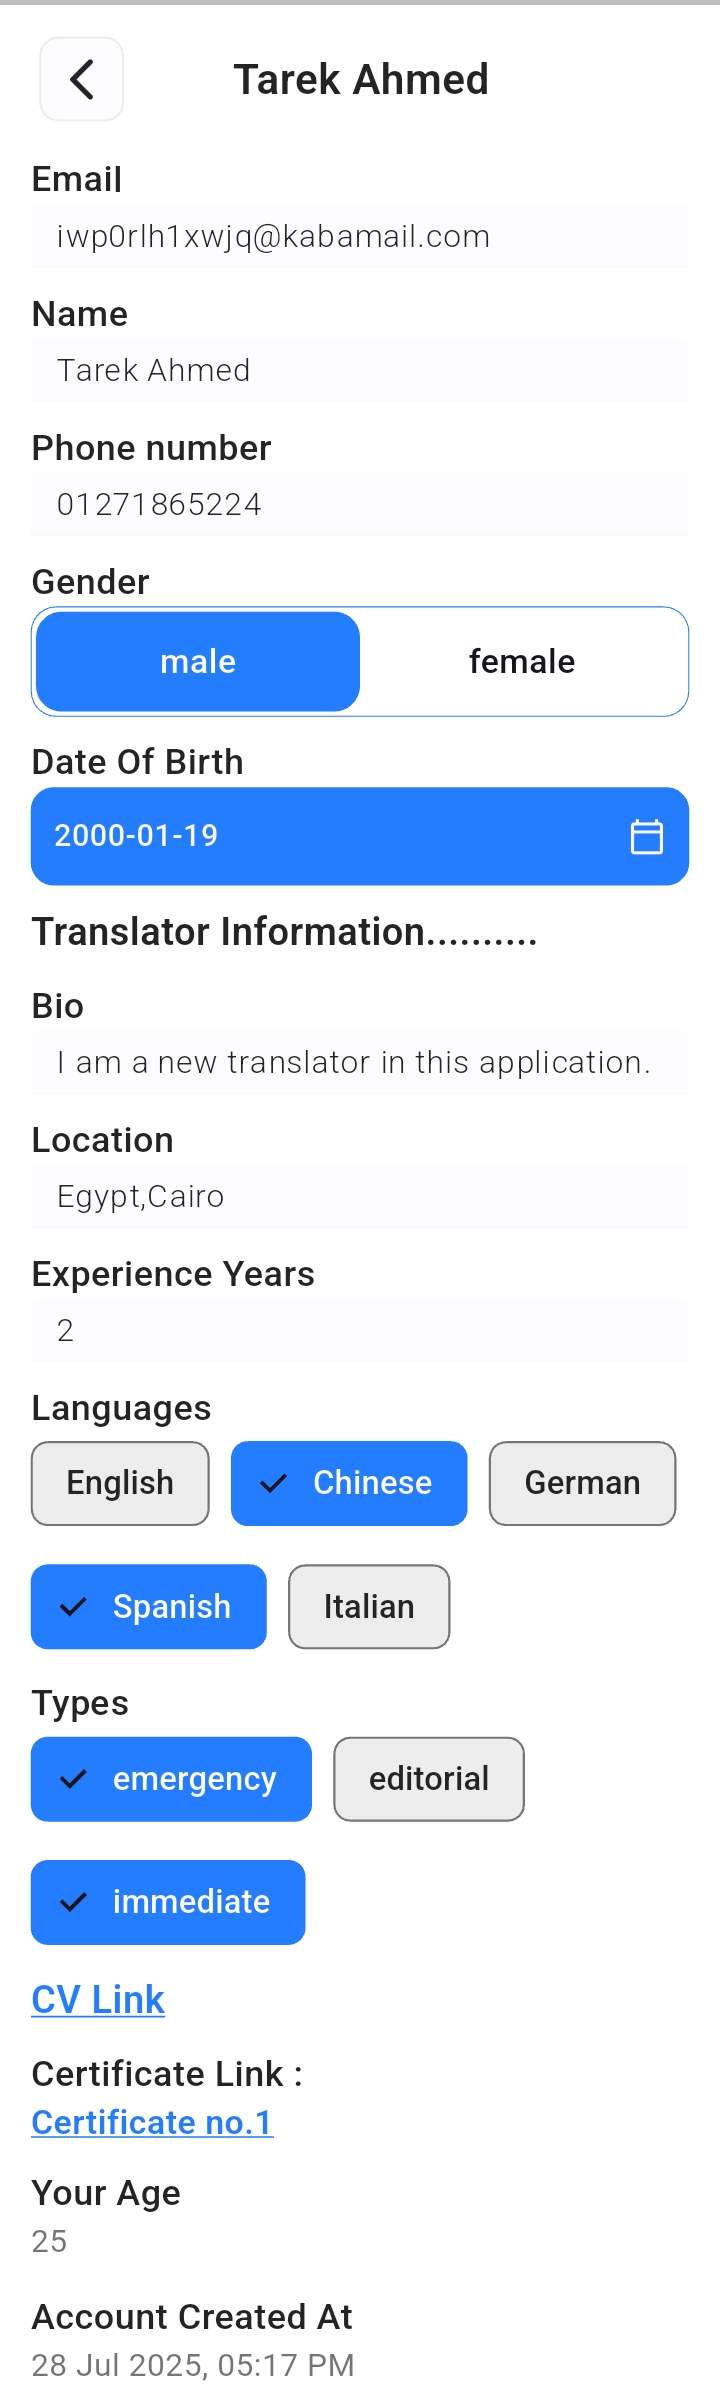 Tarek Ahmed
Email
iwp0rlh1xwjq@kabamail.com
Name
Tarek Ahmed
Phone number
01271865224
Gender
male female
Date Of Birth
2000-01-19
Translator Information..........
Bio
I am a new translator in this application.
Location
Egypt,Cairo
Experience Years
2
Languages
English Chinese German
Spanish Italian
Types
emergency editorial
immediate
CV Link
Certificate Link :
Certificate no.1
Your Age
25
Account Created At
28 Jul 2025, 05:17 PM